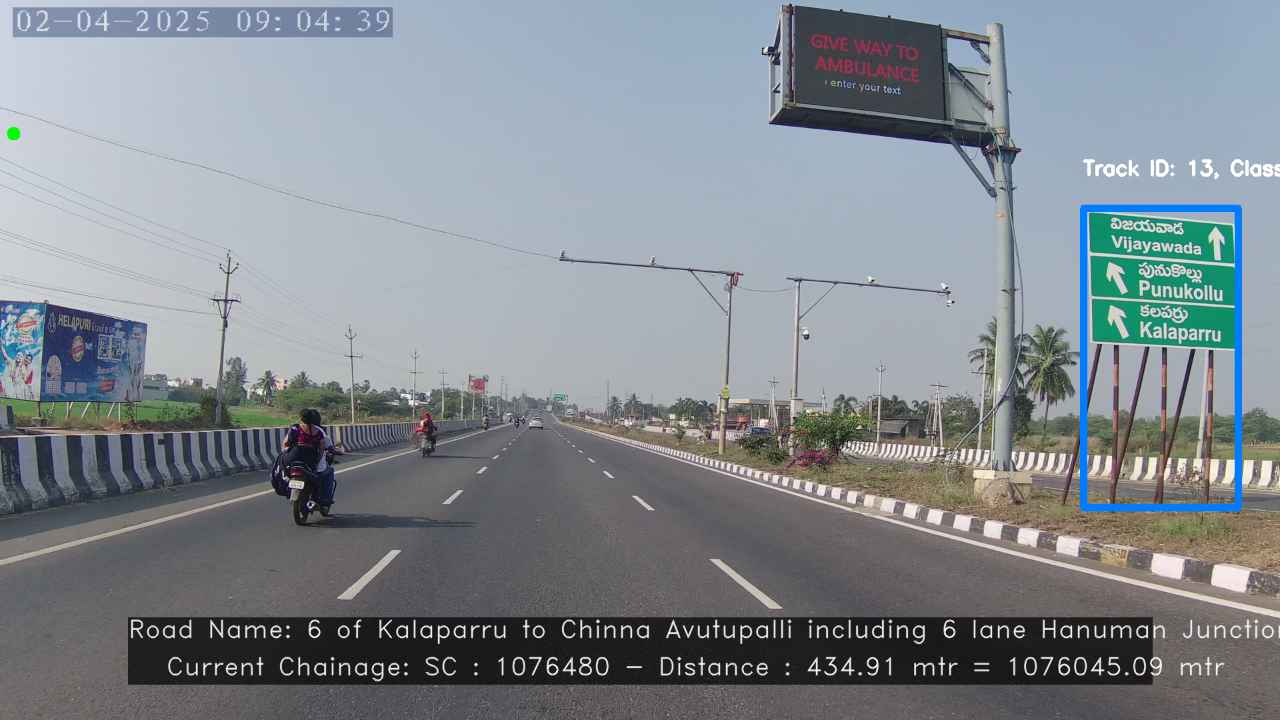 02-04-2025 09:04:39
GIVE WAY TO
AMBULANCE
enter your text
Track ID: 13, Class
విజయవాడ
Vijayawada
పునుకొల్లు
Punukollu
కలపర్రు
Kalaparru
HELAPURI
Road Name: 6 of Kalaparru to Chinna Avutupalli including 6 lane Hanuman Junction
Current Chainage: SC : 1076480 - Distance : 434.91 mtr = 1076045.09 mtr